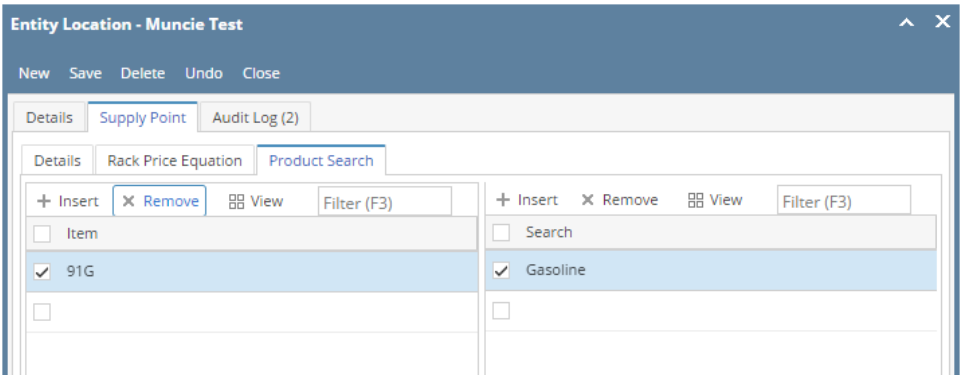 Entity Location - Muncie Test
New Save Delete Undo Close
Details Supply Point Audit Log (2)
Details Rack Price Equation Product Search
Insert Remove View Filter (F3) Insert Remove View Filter (F3)
Item Search
91G Gasoline